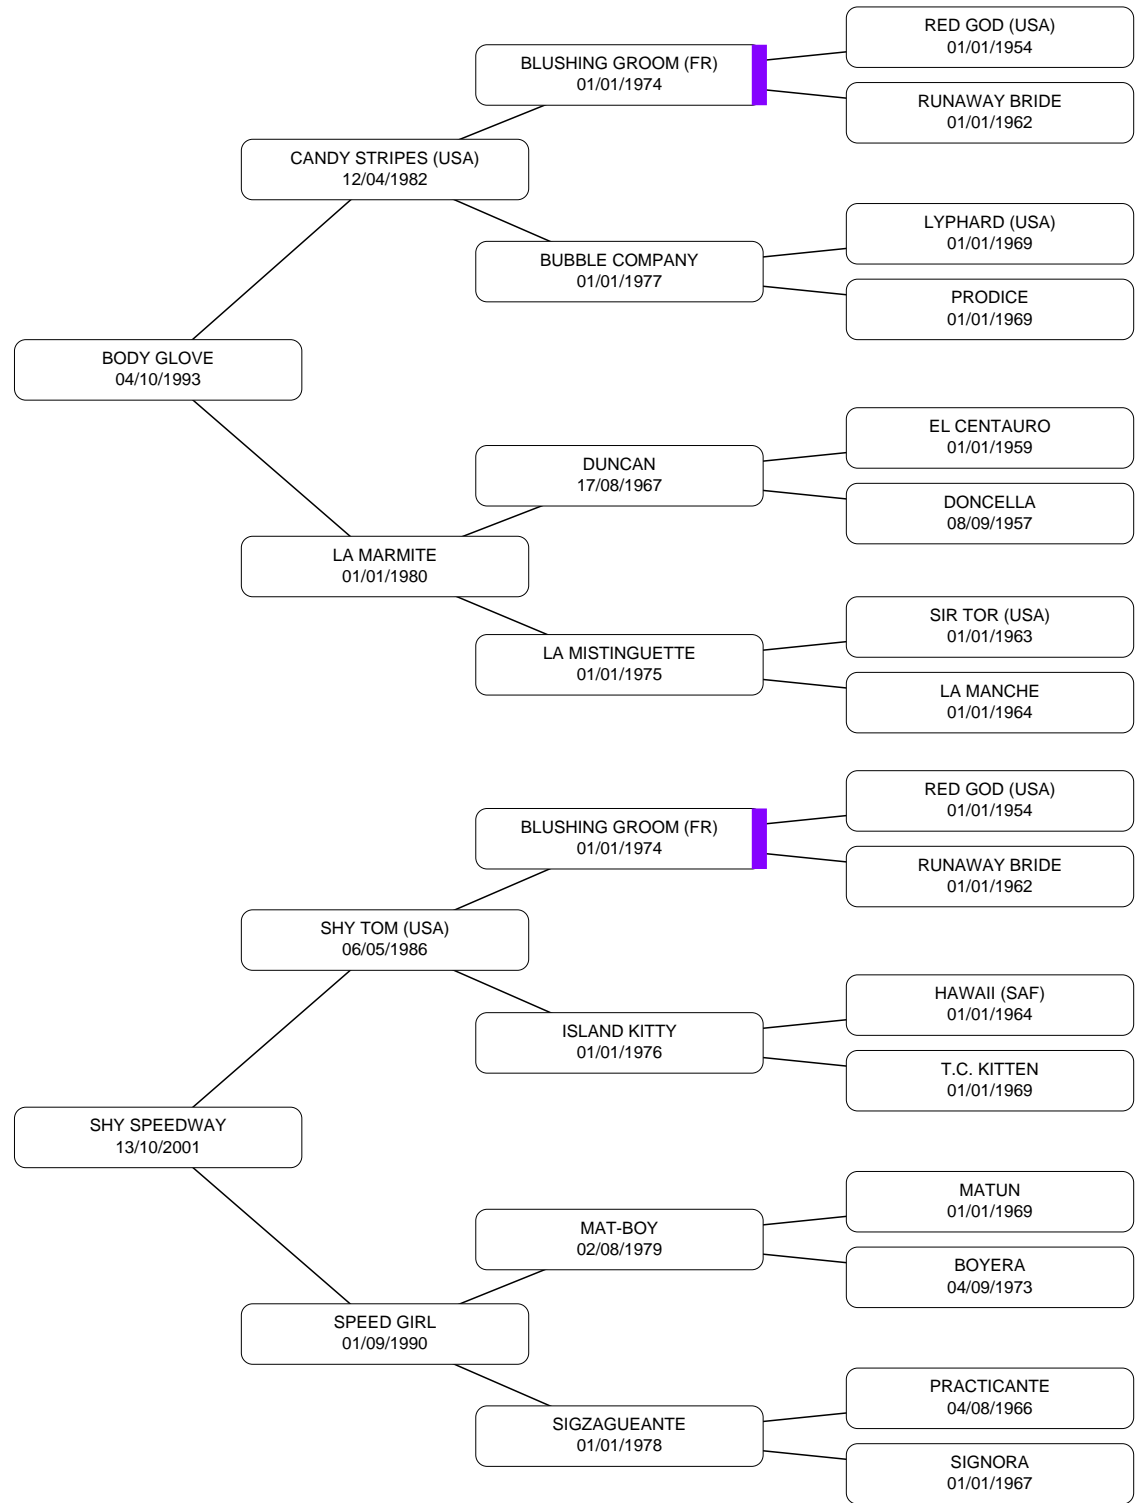 RED GOD (USA)
01/01/1954
BLUSHING GROOM (FR)
01/01/1974
RUNAWAY BRIDE
01/01/1962
CANDY STRIPES (USA)
12/04/1982
LYPHARD (USA)
01/01/1969
BUBBLE COMPANY
01/01/1977
PRODICE
01/01/1969
BODY GLOVE
04/10/1993
EL CENTAURO
01/01/1959
DUNCAN
17/08/1967
DONCELLA
08/09/1957
LA MARMITE
01/01/1980
SIR TOR (USA)
01/01/1963
LA MISTINGUETTE
01/01/1975
LA MANCHE
01/01/1964
RED GOD (USA)
01/01/1954
BLUSHING GROOM (FR)
01/01/1974
RUNAWAY BRIDE
01/01/1962
SHY TOM (USA)
06/05/1986
HAWAII (SAF)
01/01/1964
ISLAND KITTY
01/01/1976
T.C. KITTEN
01/01/1969
SHY SPEEDWAY
13/10/2001
MATUN
01/01/1969
MAT-BOY
02/08/1979
BOYERA
04/09/1973
SPEED GIRL
01/09/1990
PRACTICANTE
04/08/1966
SIGZAGUEANTE
01/01/1978
SIGNORA
01/01/1967